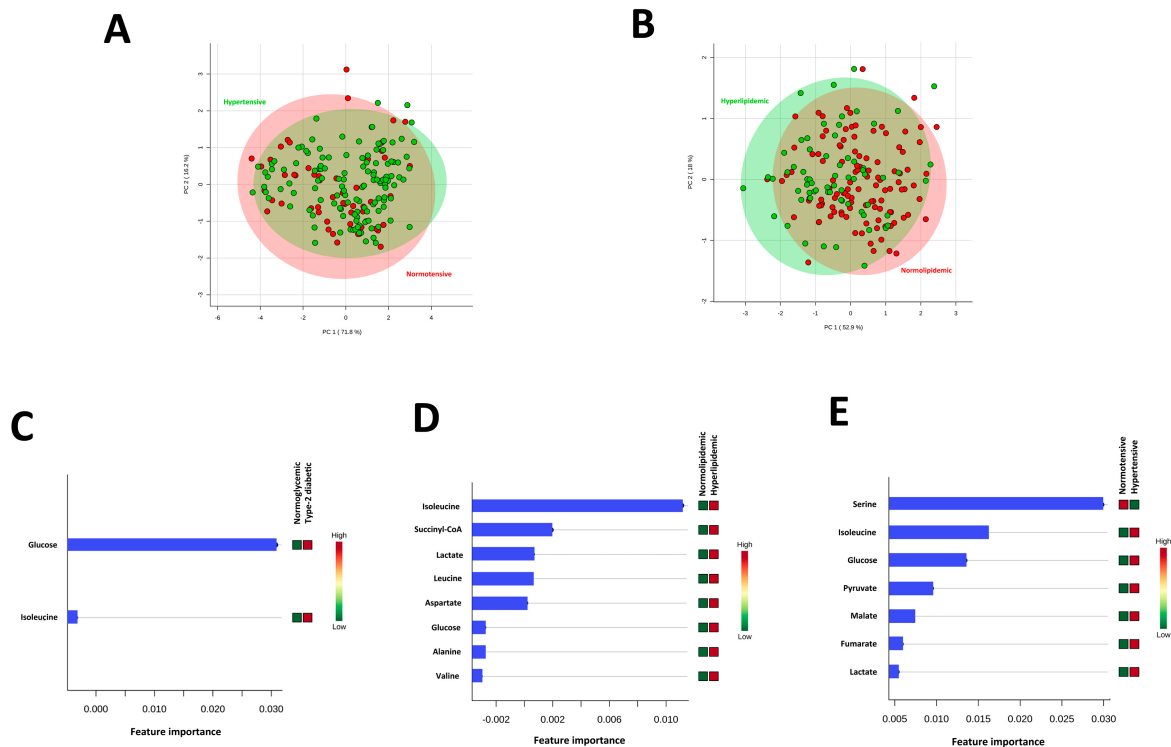 A
B
3
2
1
0
-1
-2
-3
PC 2 ( 16.2 %)
Hypertensive
Normotensive
-6
-4
-2
0
2
4
PC 1 ( 71.8 %)
2
1
0
-1
-2
PC 2 ( 18 %)
Hyperlipidemic
Normolipidemic
-3
-2
-1
0
1
2
3
PC 1 ( 52.9 %)
C
Normoglycemic
Type-2 diabetic
Glucose
Isoleucine
High
Low
0.000
0.010
0.020
0.030
Feature importance
D
Normolipidemic
Hyperlipidemic
Isoleucine
Succinyl-CoA
Lactate
Leucine
Aspartate
Glucose
Alanine
Valine
High
Low
-0.002
0.002
0.006
0.010
Feature importance
E
Normotensive
Hypertensive
Serine
Isoleucine
Glucose
Pyruvate
Malate
Fumarate
Lactate
High
Low
0.005
0.010
0.015
0.020
0.025
0.030
Feature importance